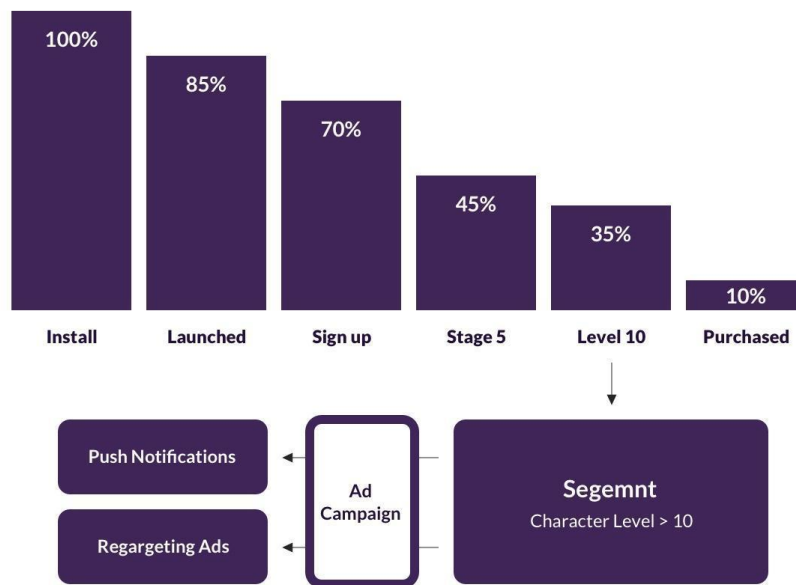 100%
85%
70%
45%
35%
10%
Install
Launched
Sign up
Stage 5
Level 10
Purchased
Push Notifications
Regargeting Ads
Ad
Campaign
Segemnt
Character Level > 10